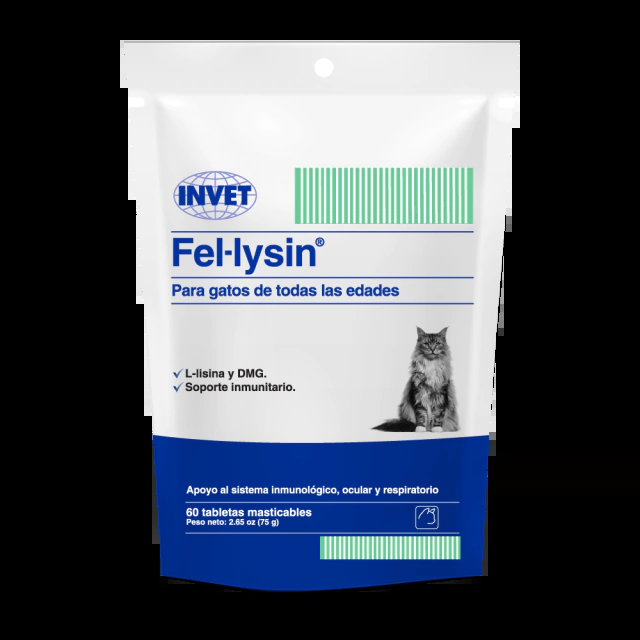 INVET
Fel-lysin®
Para gatos de todas las edades
L-lisina y DMG.
Soporte inmunitario.
Apoyo al sistema inmunológico, ocular y respiratorio
60 tabletas masticables
Peso neto: 2.65 oz (75 g)